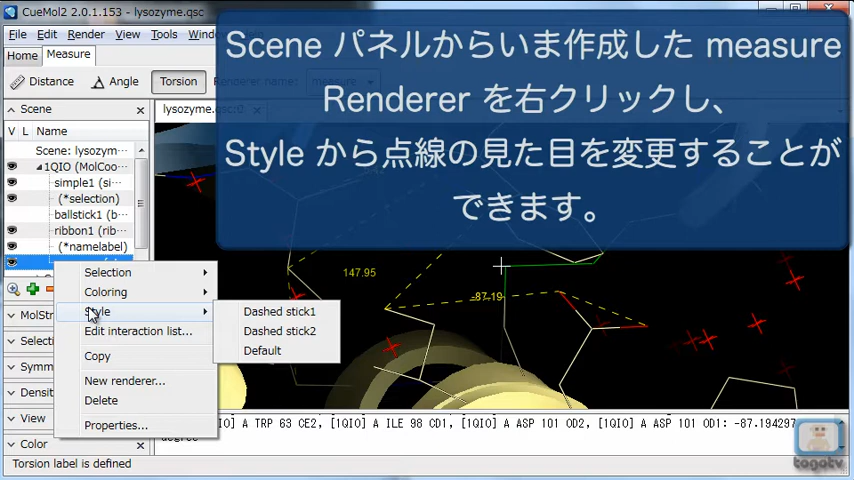 CueMol2 2.0.1.153 - lysozyme.qsc
File Edit Render View Tools
Scene パネルからいま作成した measure
Renderer を右クリックし、
Style から点線の見た目を変更することが
できます。
Home Measure
Distance Angle Torsion Renderer name: measure
Scene
lysozyme.qsc:0
V L Name
Scene: lysozym...
1QIO (MolCoo
simple1 (si...
(*selection)
ballstick1 (b
ribbon1 (rib
(*namelabel)
147.95
-87.19
Selection
Coloring
Style
Edit interaction list...
Copy
New renderer...
Delete
Properties...
Dashed stick1
Dashed stick2
Default
MolStr
Selecti
Symm
Densit
View
Color
] A TRP 63 CE2, [1QIO] A ILE 98 CD1, [1QIO] A ASP 101 OD2, [1QIO] A ASP 101 OD1: -87.194297
degree
Torsion label is defined
togotv